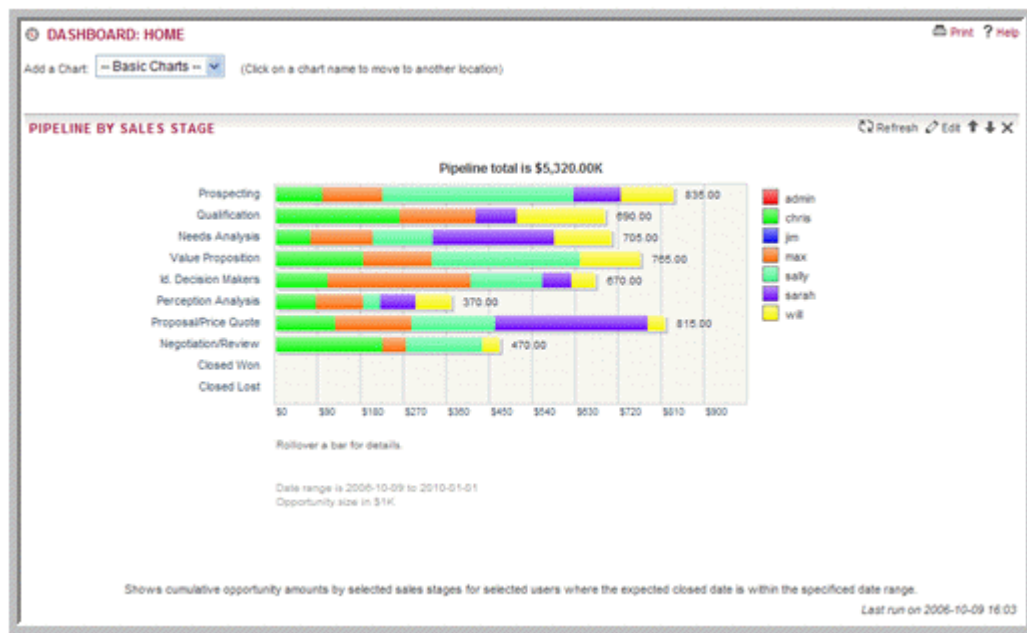 DASHBOARD: HOME
Print ? Help
Add a Chart: -- Basic Charts -- (Click on a chart name to move to another location)
PIPELINE BY SALES STAGE
Refresh Edit
Pipeline total is $5,320.00K
Prospecting 835.00
Qualification 690.00
Needs Analysis 705.00
Value Proposition 765.00
Id. Decision Makers 670.00
Perception Analysis 370.00
Proposal/Price Quote 815.00
Negotiation/Review 470.00
Closed Won
Closed Lost
$0 $90 $180 $270 $360 $450 $540 $630 $720 $810 $900
admin
chris
jim
max
sally
sarah
will
Rollover a bar for details.
Date range is 2006-10-09 to 2010-01-01
Opportunity size in $1K
Shows cumulative opportunity amounts by selected sales stages for selected users where the expected closed date is within the specificed date range.
Last run on 2006-10-09 16:03